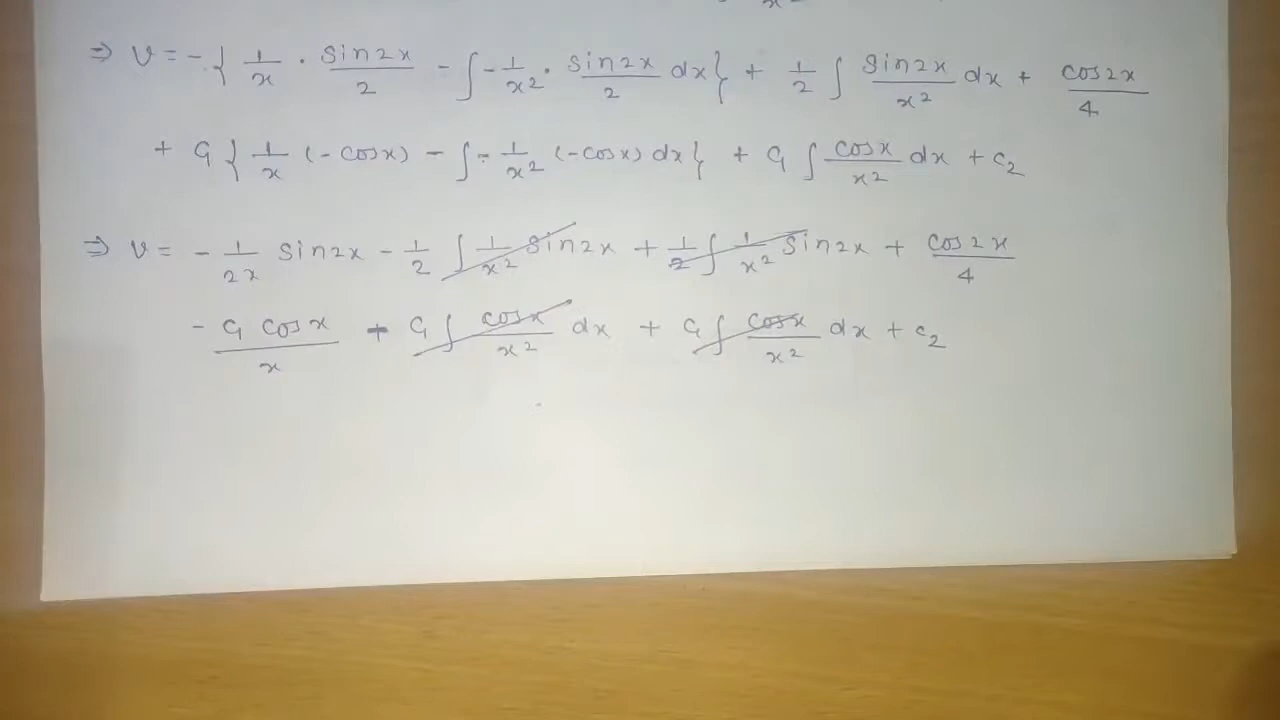 ⇒ v = -{ 1/x · sin2x/2 - ∫ -1/x² · sin2x/2 dx} + 1/2 ∫ sin2x/x² dx + cos2x/4
+ c₁ { 1/x (-cosx) - ∫ -1/x² (-cosx) dx} + c₁ ∫ cosx/x² dx + c₂
⇒ v = - 1/2x sin2x - 1/2 ∫ 1/x² sin2x + 1/2 ∫ 1/x² sin2x + cos2x/4
- c₁ cosx/x - c₁ ∫ cosx/x² dx + c₁ ∫ cosx/x² dx + c₂